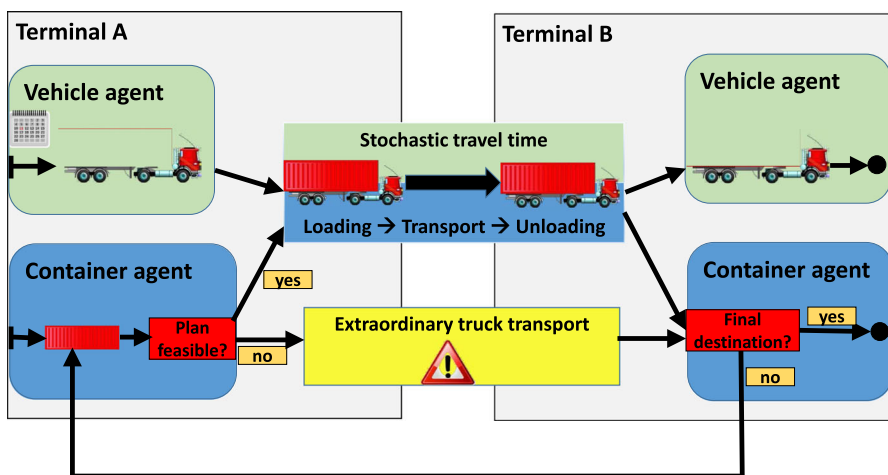 Terminal A
Terminal B
Vehicle agent
Vehicle agent
Stochastic travel time
Loading → Transport → Unloading
Container agent
Container agent
yes
Plan
feasible?
no
Extraordinary truck transport
!
Final
destination?
yes
no